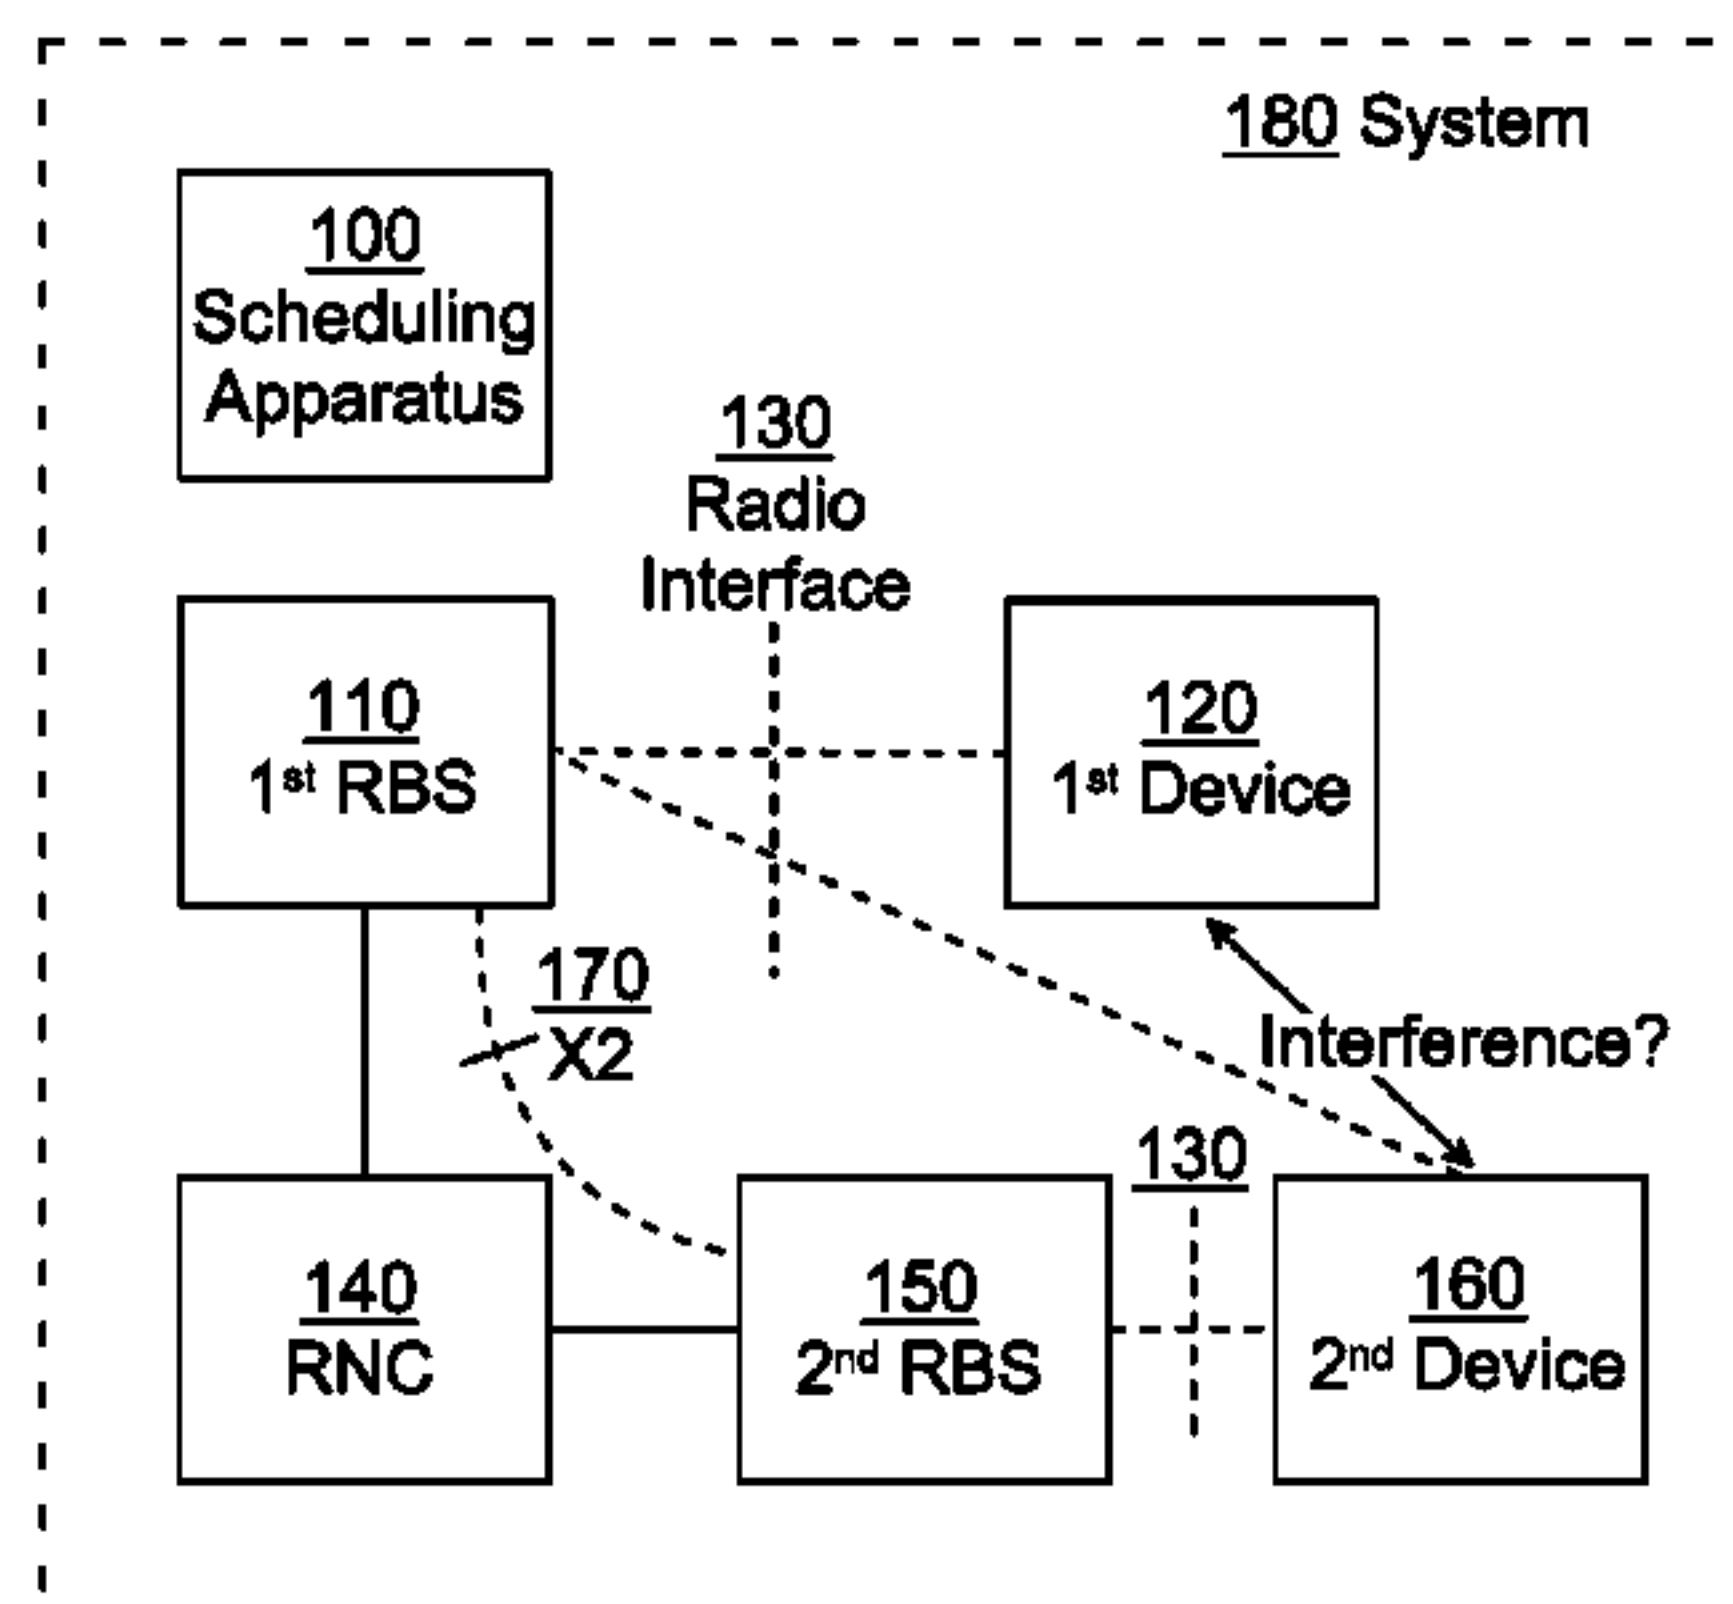 180 System
100
Scheduling
Apparatus
130
Radio
Interface
110
1st RBS
120
1st Device
170
X2
Interference?
130
140
RNC
150
2nd RBS
160
2nd Device